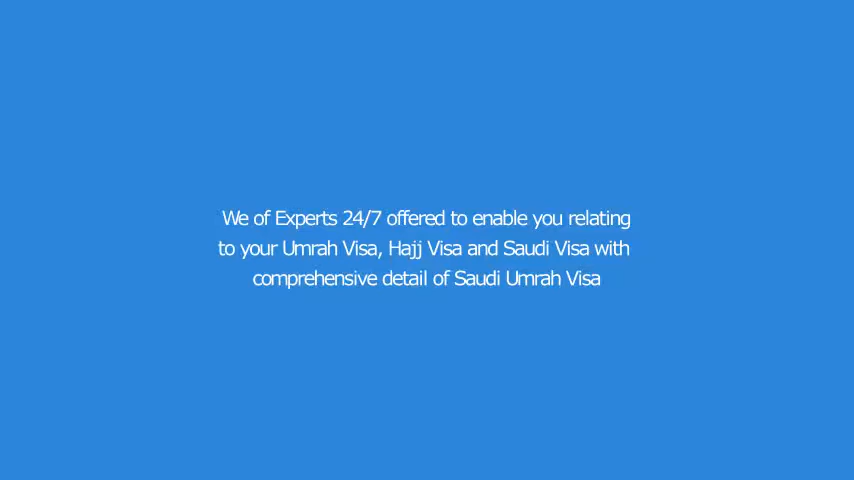 We of Experts 24/7 offered to enable you relating
to your Umrah Visa, Hajj Visa and Saudi Visa with
comprehensive detail of Saudi Umrah Visa